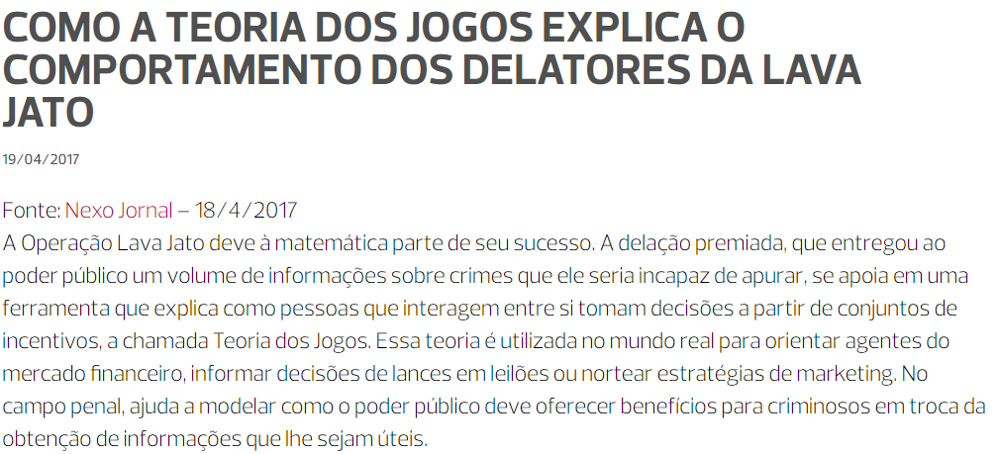 COMO A TEORIA DOS JOGOS EXPLICA O
COMPORTAMENTO DOS DELATORES DA LAVA
JATO
19/04/2017
Fonte: Nexo Jornal – 18/4/2017
A Operação Lava Jato deve à matemática parte de seu sucesso. A delação premiada, que entregou ao
poder público um volume de informações sobre crimes que ele seria incapaz de apurar, se apoia em uma
ferramenta que explica como pessoas que interagem entre si tomam decisões a partir de conjuntos de
incentivos, a chamada Teoria dos Jogos. Essa teoria é utilizada no mundo real para orientar agentes do
mercado financeiro, informar decisões de lances em leilões ou nortear estratégias de marketing. No
campo penal, ajuda a modelar como o poder público deve oferecer benefícios para criminosos em troca da
obtenção de informações que lhe sejam úteis.